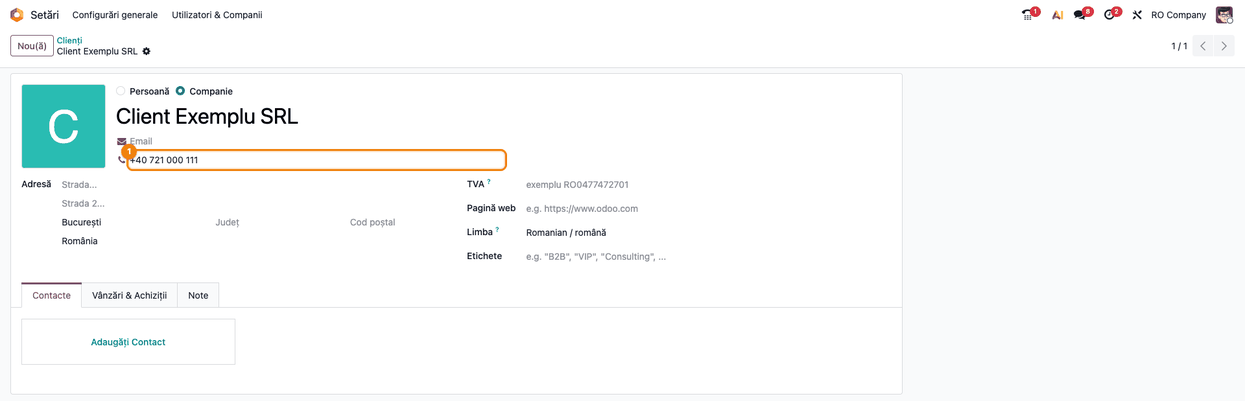 Setări Configurări generale Utilizatori & Companii 1 AI 8 2 RO Company
Nou(ă) Clienți
Client Exemplu SRL
1 / 1
C
Persoană Companie
Client Exemplu SRL
Email
1
+40 721 000 111
Adresă Strada...
Strada 2...
București Județ Cod poștal
România
TVA ? exemplu RO0477472701
Pagină web e.g. https://www.odoo.com
Limba ? Romanian / română
Etichete e.g. "B2B", "VIP", "Consulting", ...
Contacte Vânzări & Achiziții Note
Adaugăți Contact